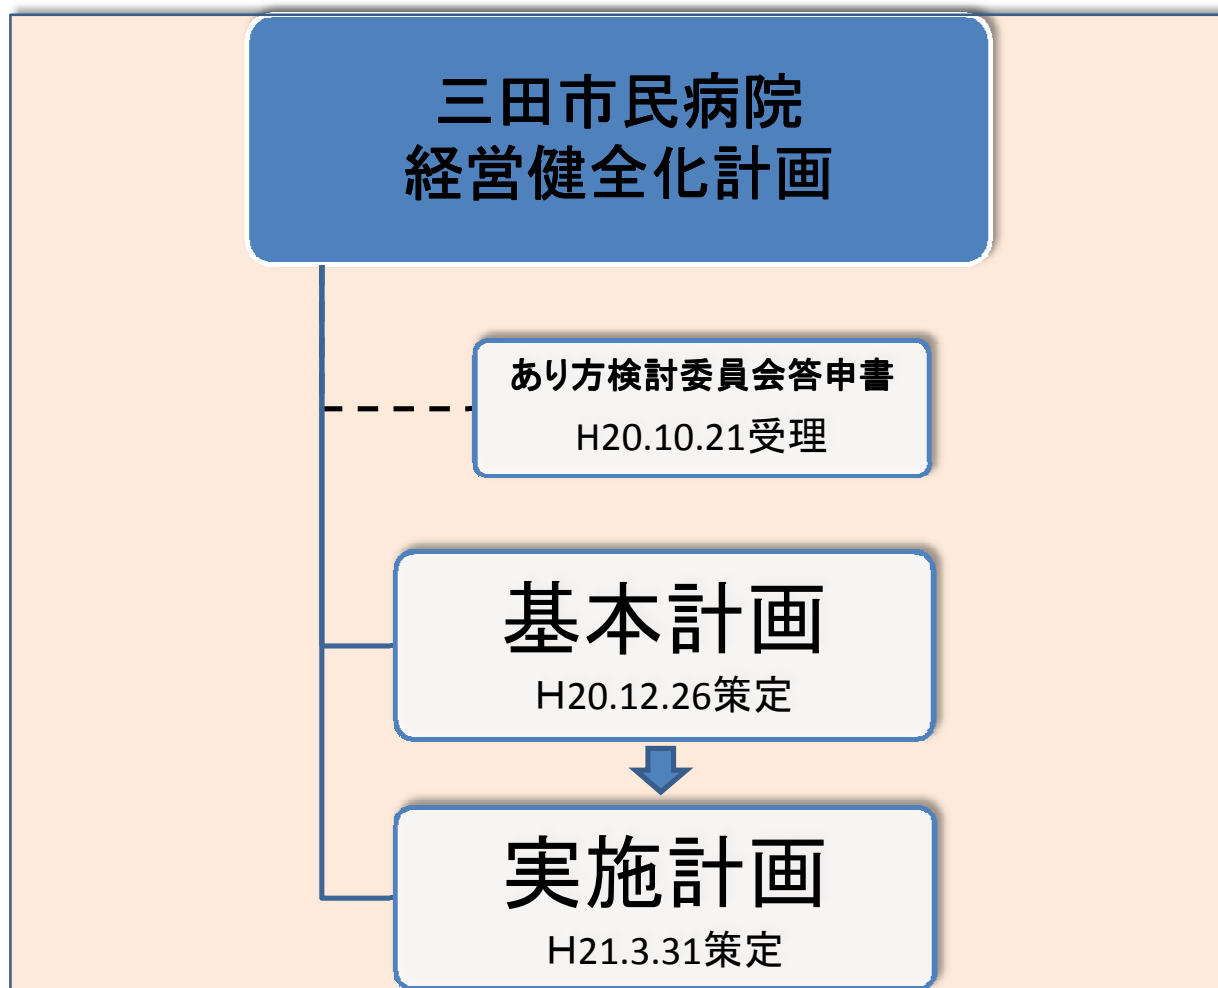 三田市民病院
経営健全化計画
あり方検討委員会答申書
H20.10.21受理
基本計画
H20.12.26策定
実施計画
H21.3.31策定